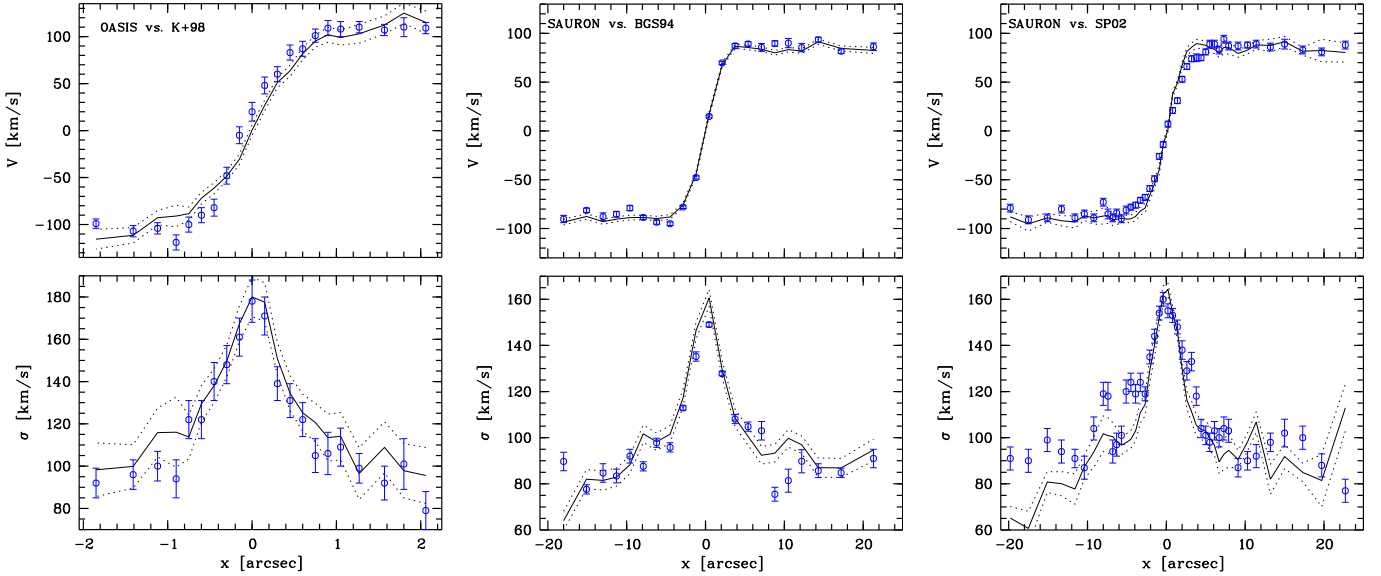 OASIS vs. K+98
SAURON vs. BGS94
SAURON vs. SP02
V [km/s]
100
50
0
−50
−100
V [km/s]
100
50
0
−50
−100
V [km/s]
100
50
0
−50
−100
σ [km/s]
180
160
140
120
100
80
σ [km/s]
160
140
120
100
80
60
σ [km/s]
160
140
120
100
80
60
−2 −1 0 1 2
−20 −10 0 10 20
−20 −10 0 10 20
x [arcsec]
x [arcsec]
x [arcsec]